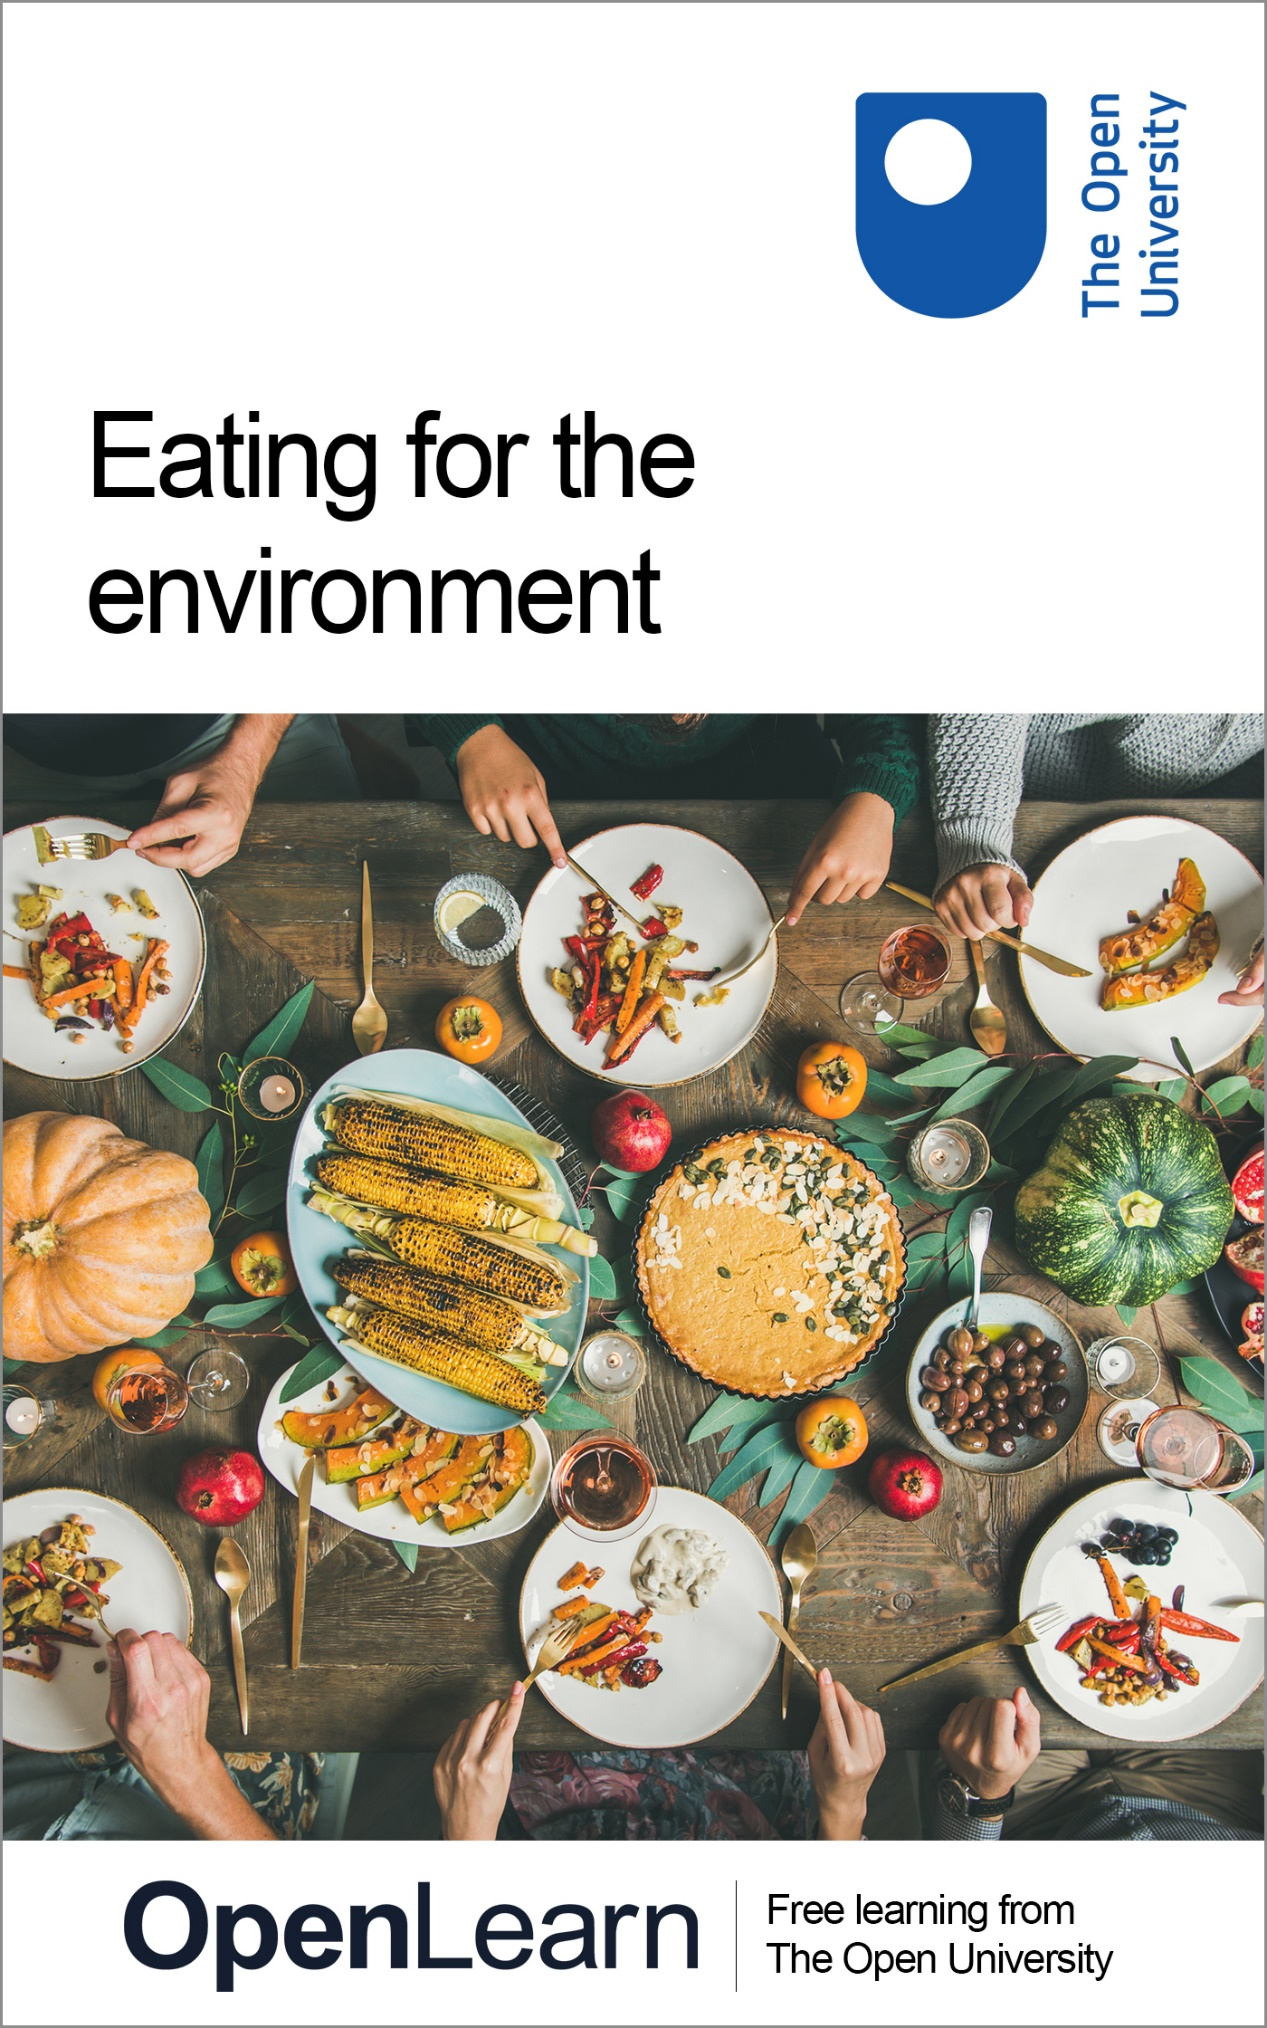 The Open
University
Eating for the
environment
OpenLearn
Free learning from
The Open University